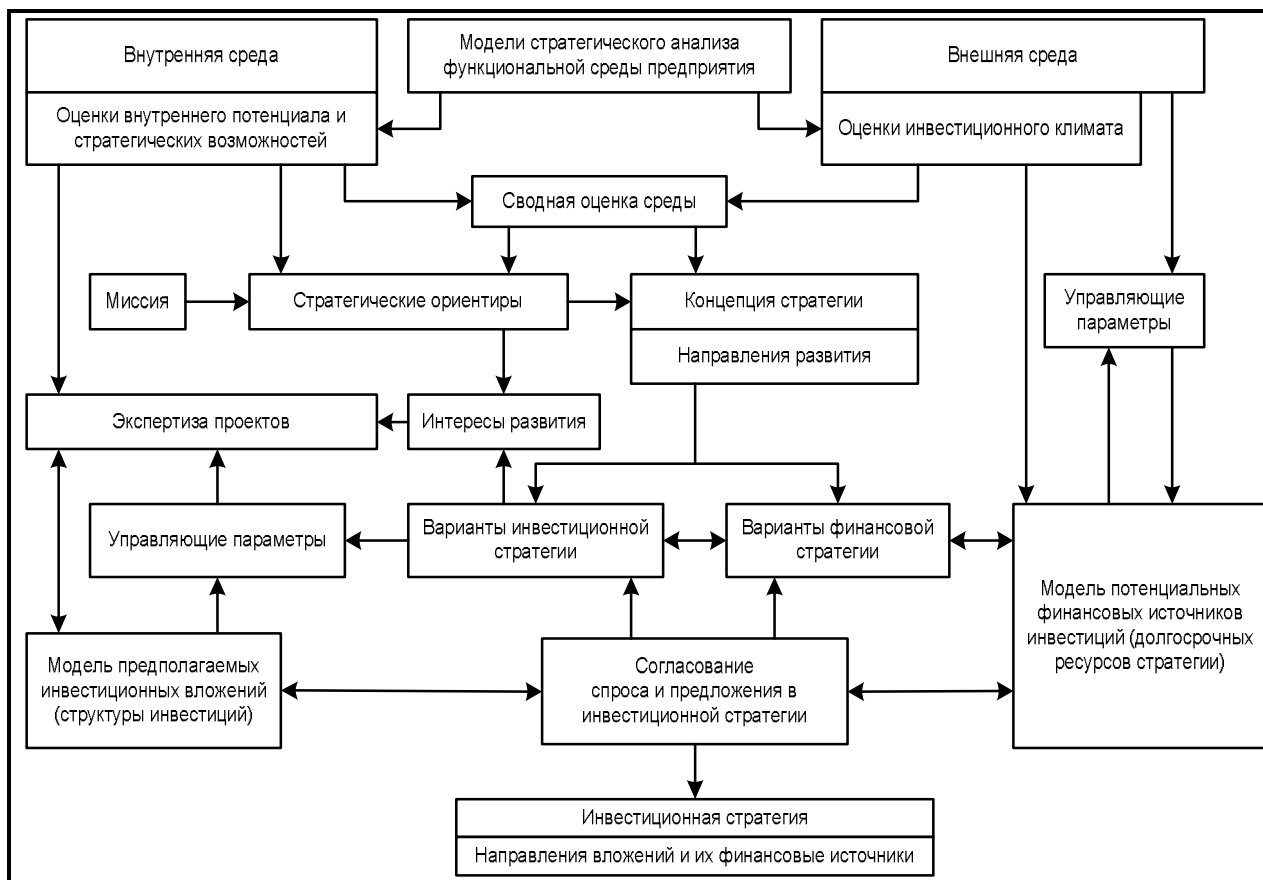 Внутренняя среда
Модели стратегического анализа
функциональной среды предприятия
Внешняя среда
Оценки внутреннего потенциала и
стратегических возможностей
Оценки инвестиционного климата
Сводная оценка среды
Миссия
Стратегические ориентиры
Концепция стратегии
Управляющие
параметры
Направления развития
Экспертиза проектов
Интересы развития
Управляющие параметры
Варианты инвестиционной
стратегии
Варианты финансовой
стратегии
Модель потенциальных
финансовых источников
инвестиций (долгосрочных
ресурсов стратегии)
Модель предполагаемых
инвестиционных вложений
(структуры инвестиций)
Согласование
спроса и предложения в
инвестиционной стратегии
Инвестиционная стратегия
Направления вложений и их финансовые источники